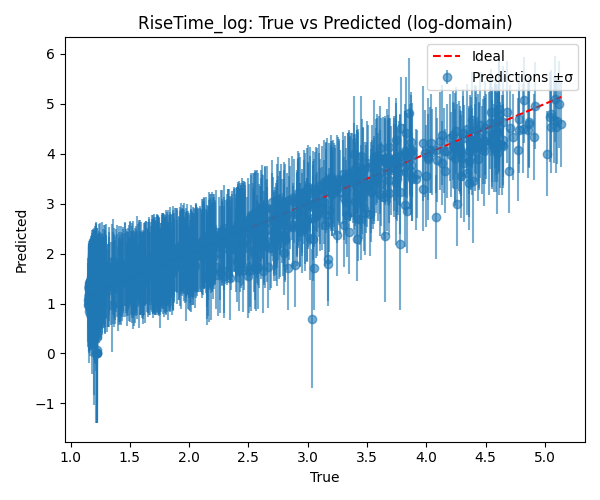 RiseTime_log: True vs Predicted (log-domain)
Ideal
Predictions ±σ
Predicted
6
5
4
3
2
1
0
−1
1.0 1.5 2.0 2.5 3.0 3.5 4.0 4.5 5.0
True